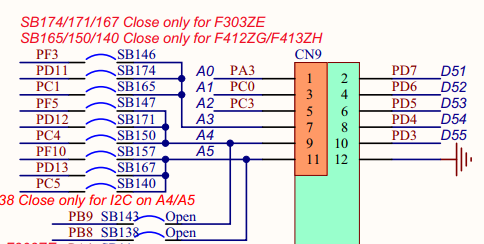 SB174/171/167 Close only for F303ZE
SB165/150/140 Close only for F412ZG/F413ZH
CN9
PF3 SB146
PD11 SB174 A0 PA3 1 2 PD7 D51
PC1 SB165 A1 PC0 3 4 PD6 D52
PF5 SB147 A2 PC3 5 6 PD5 D53
PD12 SB171 A3 7 8 PD4 D54
PC4 SB150 A4 9 10 PD3 D55
PF10 SB157 A5 11 12
PD13 SB167
PC5 SB140
38 Close only for I2C on A4/A5
PB9 SB143 Open
PB8 SB138 Open